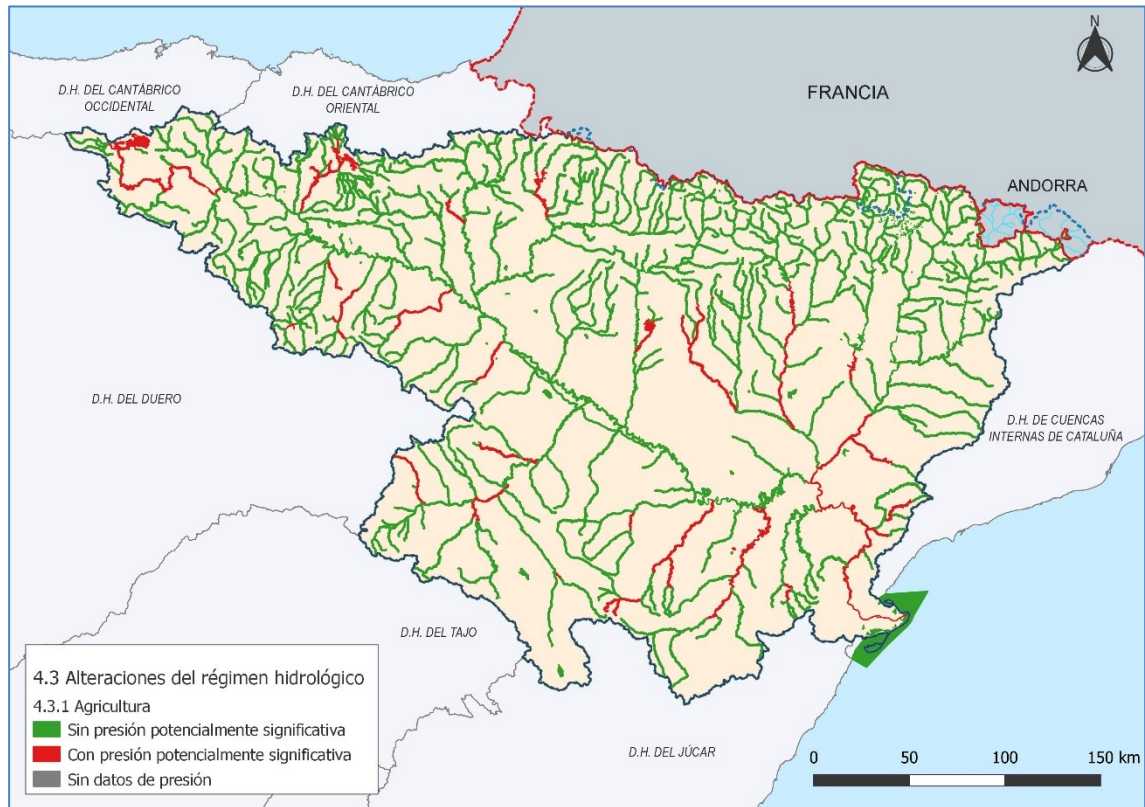 N
D.H. DEL CANTÁBRICO
OCCIDENTAL
D.H. DEL CANTÁBRICO
ORIENTAL
FRANCIA
ANDORRA
D.H. DEL DUERO
D.H. DE CUENCAS
INTERNAS DE CATALUÑA
D.H. DEL TAJO
D.H. DEL JÚCAR
4.3 Alteraciones del régimen hidrológico
4.3.1 Agricultura
Sin presión potencialmente significativa
Con presión potencialmente significativa
Sin datos de presión
0 50 100 150 km